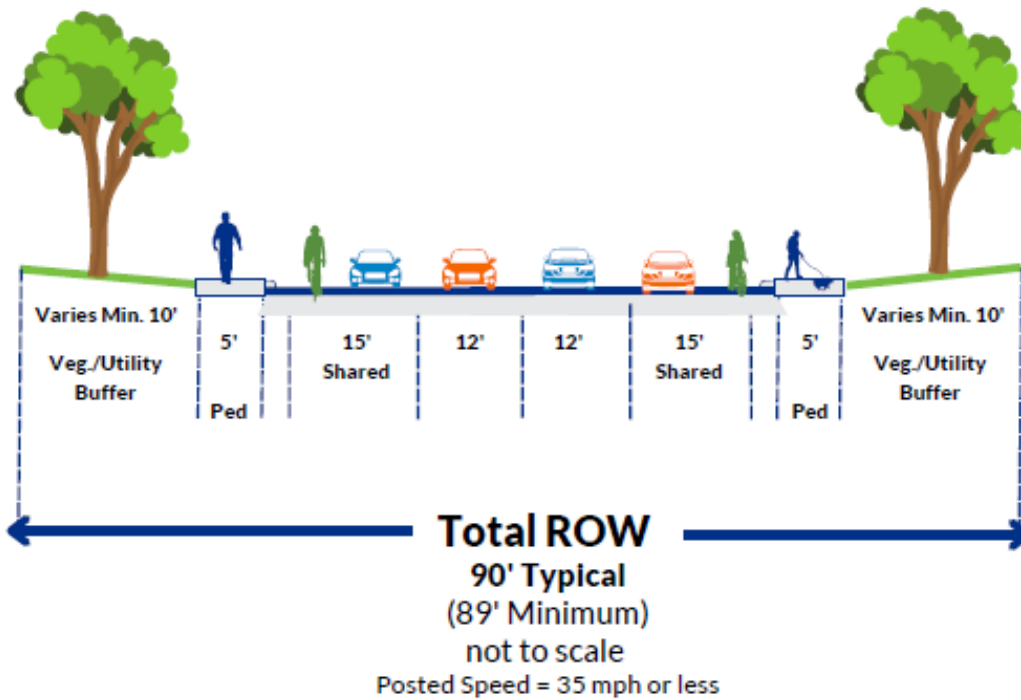 Varies Min. 10'
Veg./Utility
Buffer
5'
Ped
15'
Shared
12'
12'
15'
Shared
5'
Ped
Varies Min. 10'
Veg./Utility
Buffer
Total ROW
90' Typical
(89' Minimum)
not to scale
Posted Speed = 35 mph or less